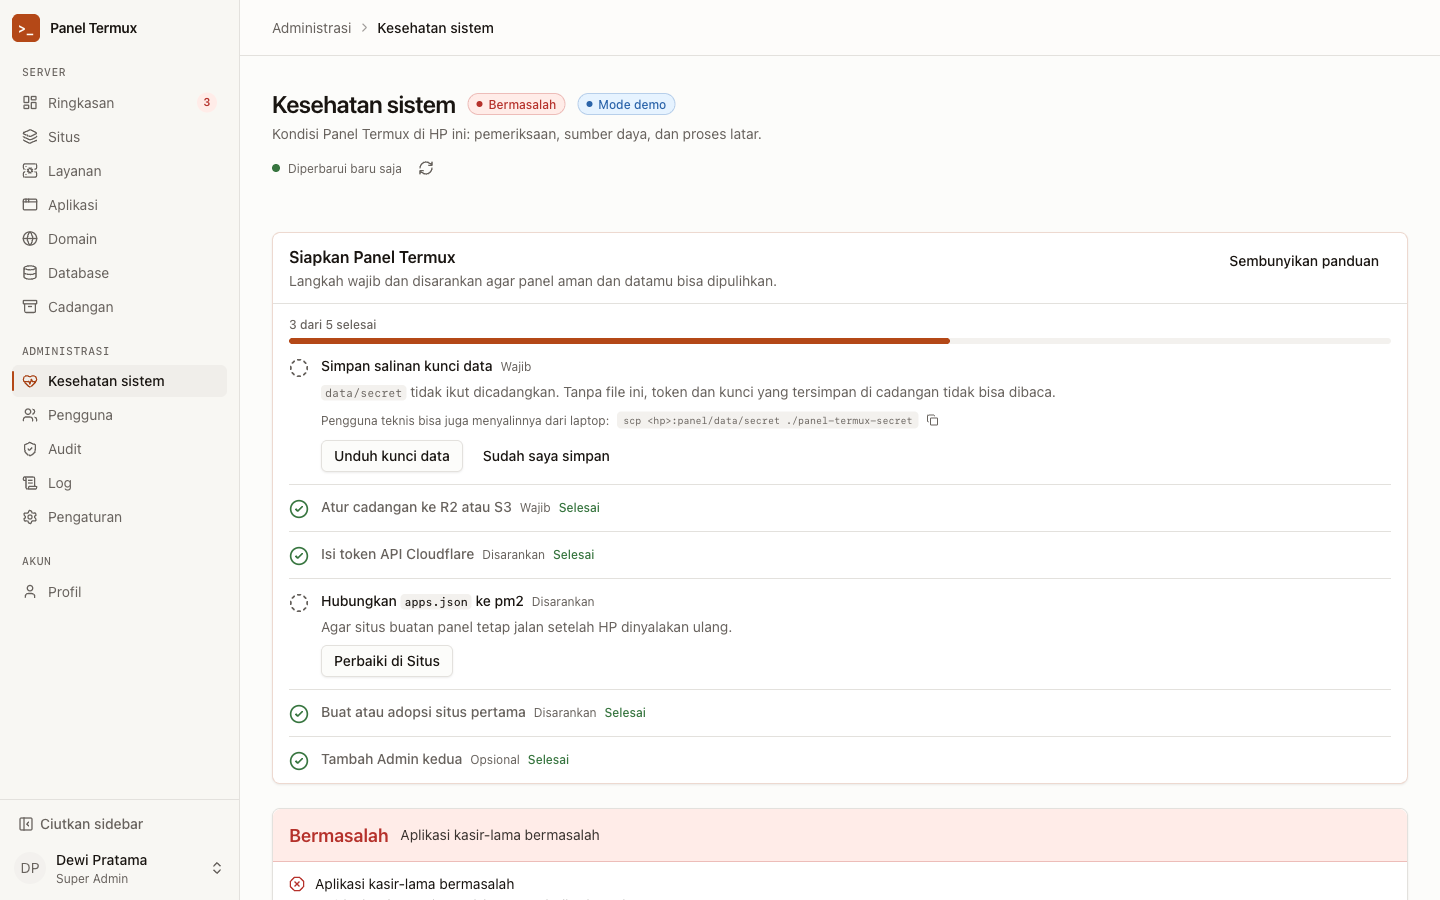 >_ Panel Termux
SERVER
Ringkasan 3
Situs
Layanan
Aplikasi
Domain
Database
Cadangan
ADMINISTRASI
Kesehatan sistem
Pengguna
Audit
Log
Pengaturan
AKUN
Profil
Ciutkan sidebar
DP
Dewi Pratama
Super Admin
Administrasi > Kesehatan sistem
Kesehatan sistem Bermasalah Mode demo
Kondisi Panel Termux di HP ini: pemeriksaan, sumber daya, dan proses latar.
Diperbarui baru saja
Siapkan Panel Termux
Sembunyikan panduan
Langkah wajib dan disarankan agar panel aman dan datamu bisa dipulihkan.
3 dari 5 selesai
Simpan salinan kunci data Wajib
data/secret tidak ikut dicadangkan. Tanpa file ini, token dan kunci yang tersimpan di cadangan tidak bisa dibaca.
Pengguna teknis bisa juga menyalinnya dari laptop: scp <hp>:panel/data/secret ./panel-termux-secret
Unduh kunci data Sudah saya simpan
Atur cadangan ke R2 atau S3 Wajib Selesai
Isi token API Cloudflare Disarankan Selesai
Hubungkan apps.json ke pm2 Disarankan
Agar situs buatan panel tetap jalan setelah HP dinyalakan ulang.
Perbaiki di Situs
Buat atau adopsi situs pertama Disarankan Selesai
Tambah Admin kedua Opsional Selesai
Bermasalah Aplikasi kasir-lama bermasalah
Aplikasi kasir-lama bermasalah